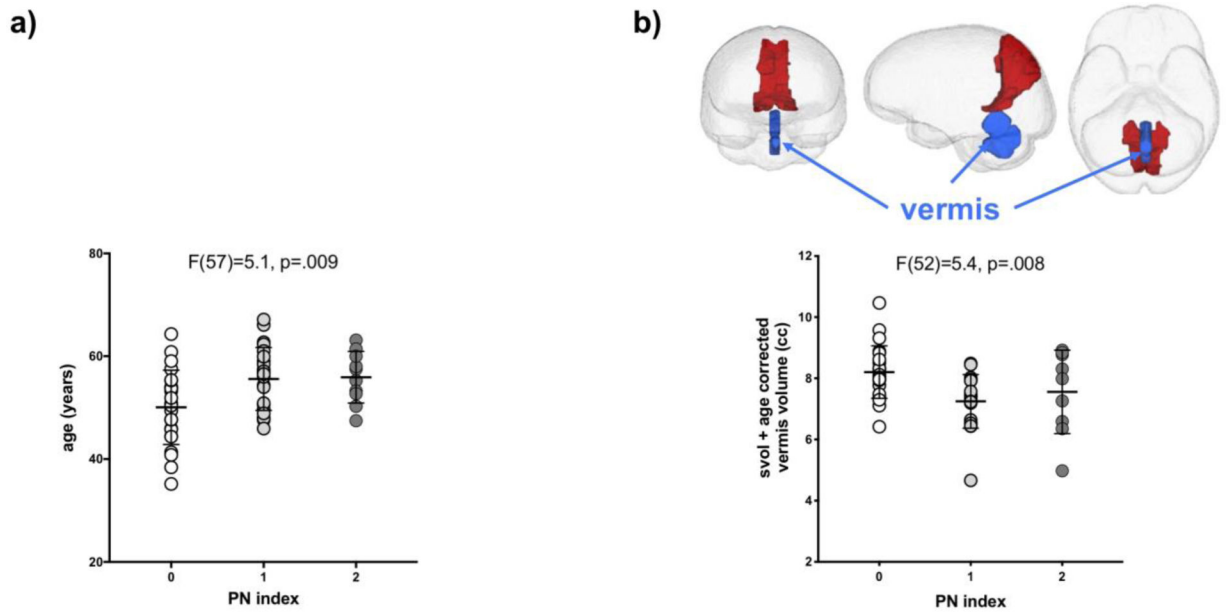 a)
F(57)=5.1, p=.009
80
60
40
20
age (years)
0 1 2
PN index
b)
vermis
F(52)=5.4, p=.008
12
10
8
6
4
2
svol + age corrected
vermis volume (cc)
0 1 2
PN index